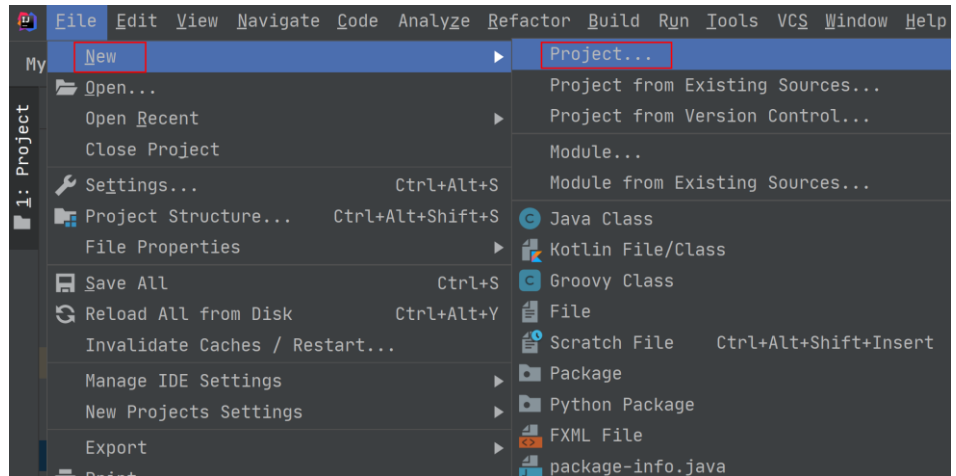 File Edit View Navigate Code Analyze Refactor Build Run Tools VCS Window Help
My
1: Project
New
Open...
Open Recent
Close Project
Settings... Ctrl+Alt+S
Project Structure... Ctrl+Alt+Shift+S
File Properties
Save All Ctrl+S
Reload All from Disk Ctrl+Alt+Y
Invalidate Caches / Restart...
Manage IDE Settings
New Projects Settings
Export
Print
Project...
Project from Existing Sources...
Project from Version Control...
Module...
Module from Existing Sources...
Java Class
Kotlin File/Class
Groovy Class
File
Scratch File Ctrl+Alt+Shift+Insert
Package
Python Package
FXML File
package-info.java